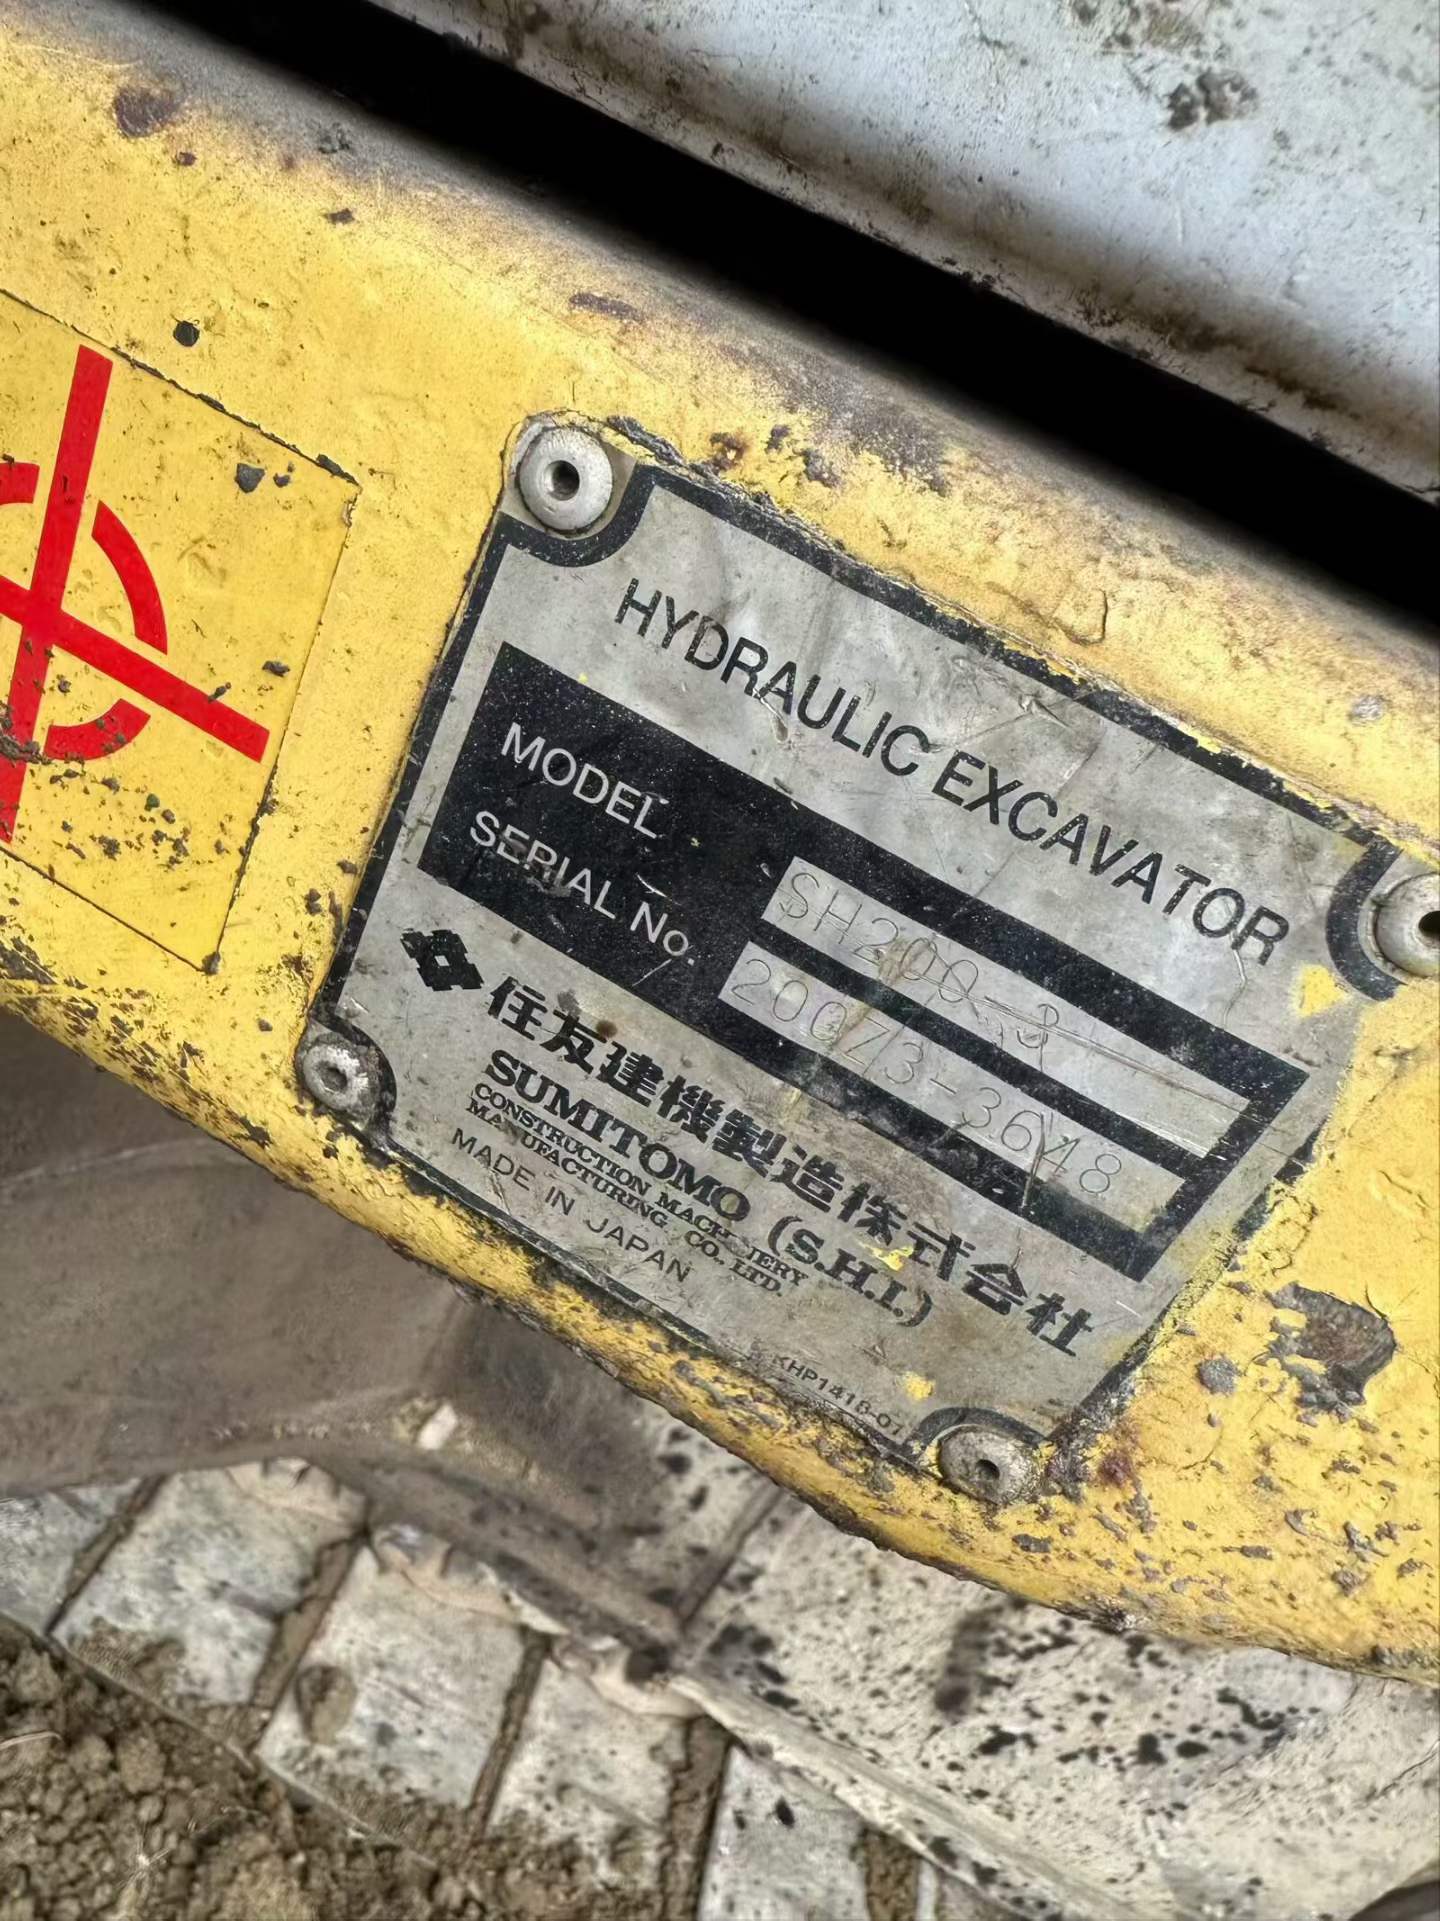 HYDRAULIC EXCAVATOR
MODEL SH200-3
SERIAL No. 200Z3-3648
住友建機製造株式会社
SUMITOMO (S.H.I.)
CONSTRUCTION MACHINERY
MANUFACTURING CO., LTD.
MADE IN JAPAN
KHP1418-07